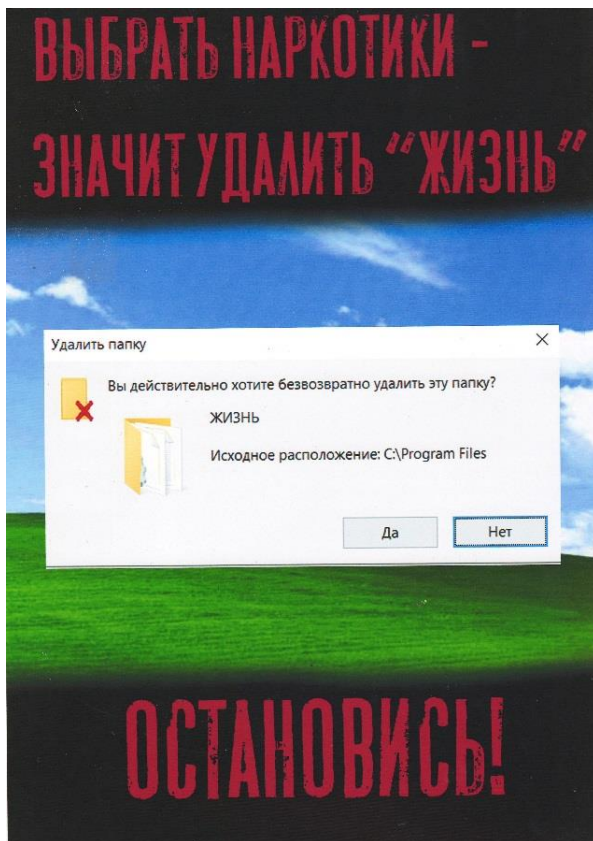 ВЫБРАТЬ НАРКОТИКИ -
ЗНАЧИТ УДАЛИТЬ "ЖИЗНЬ"
Удалить папку
Вы действительно хотите безвозвратно удалить эту папку?
ЖИЗНЬ
Исходное расположение: C:\Program Files
Да
Нет
ОСТАНОВИСЬ!